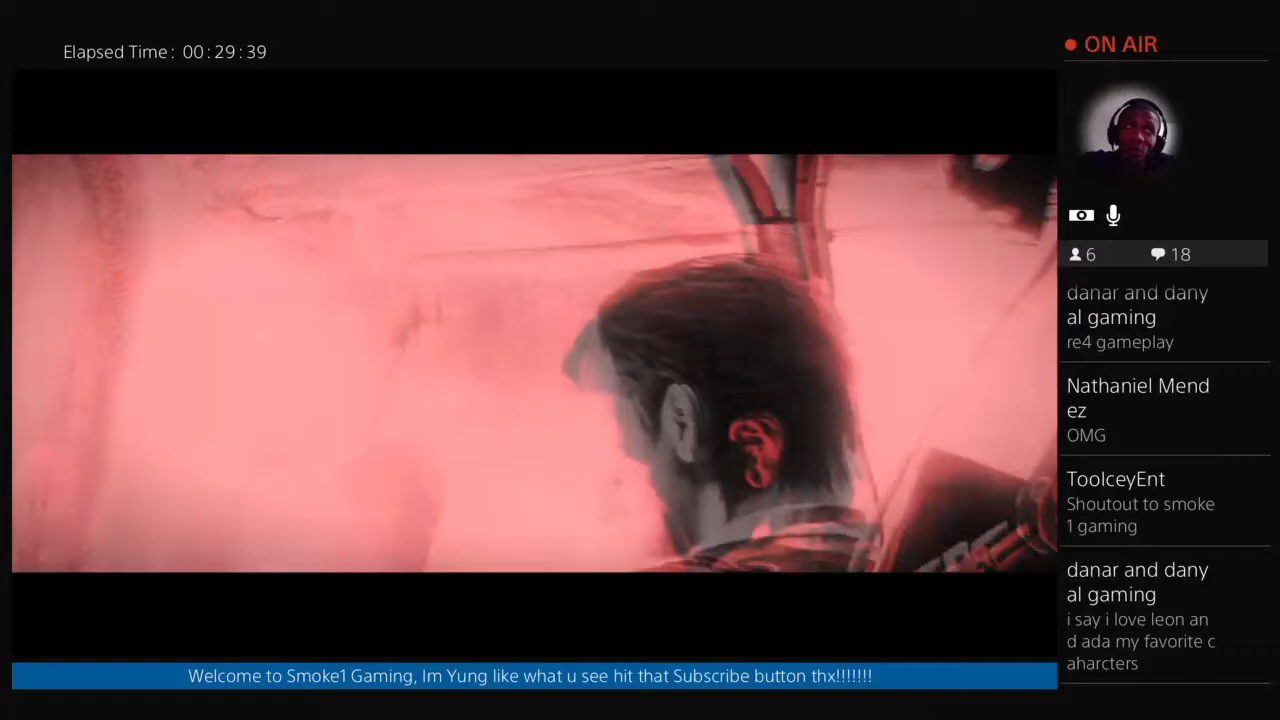 Elapsed Time: 00:29:39
ON AIR
6 18
danar and dany
al gaming
re4 gameplay
Nathaniel Mend
ez
OMG
ToolceyEnt
Shoutout to smoke
1 gaming
danar and dany
al gaming
i say i love leon an
d ada my favorite c
aharcters
Welcome to Smoke1 Gaming, Im Yung like what u see hit that Subscribe button thx!!!!!!!